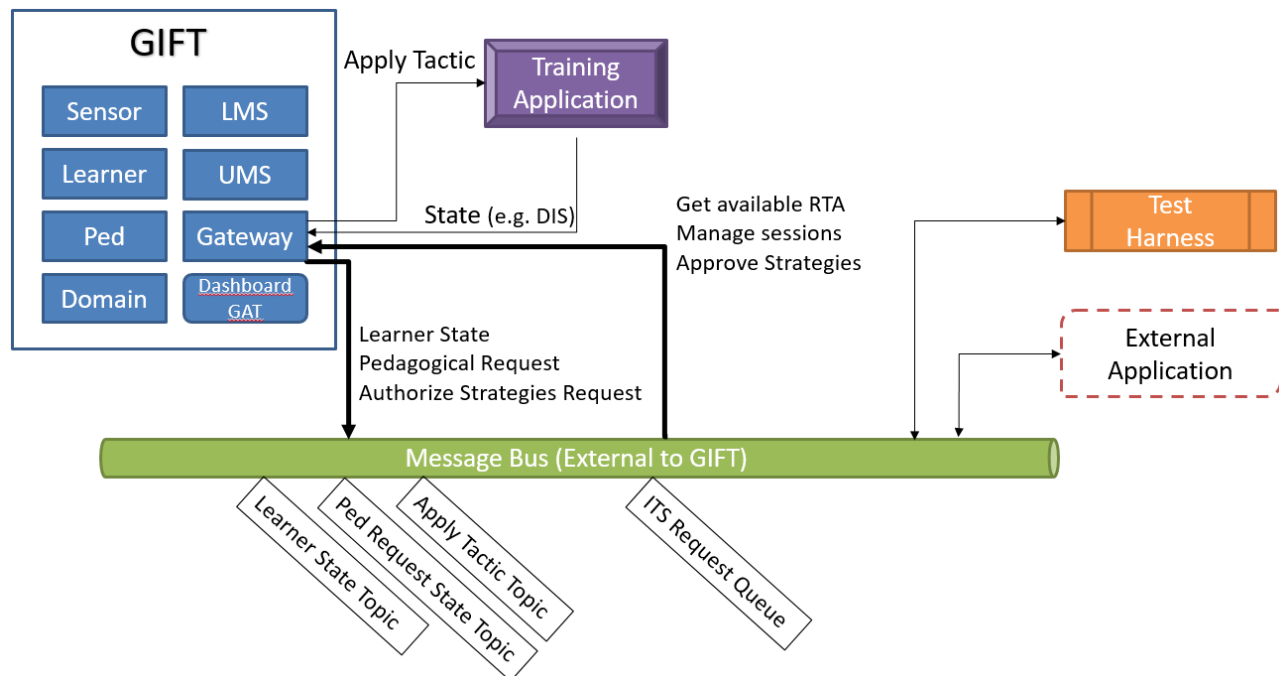 GIFT
Sensor
LMS
Learner
UMS
Ped
Gateway
Domain
Dashboard
GAT
Apply Tactic
Training
Application
State (e.g. DIS)
Get available RTA
Manage sessions
Approve Strategies
Test
Harness
External
Application
Learner State
Pedagogical Request
Authorize Strategies Request
Message Bus (External to GIFT)
Learner State Topic
Ped Request State Topic
Apply Tactic Topic
ITS Request Queue